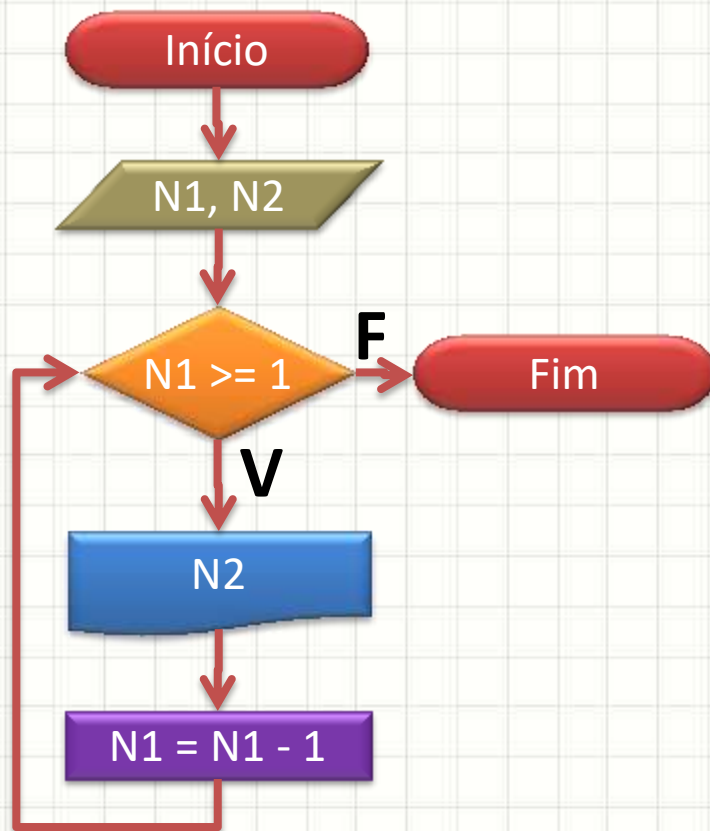 Início
N1, N2
N1 >= 1
F
Fim
V
N2
N1 = N1 - 1